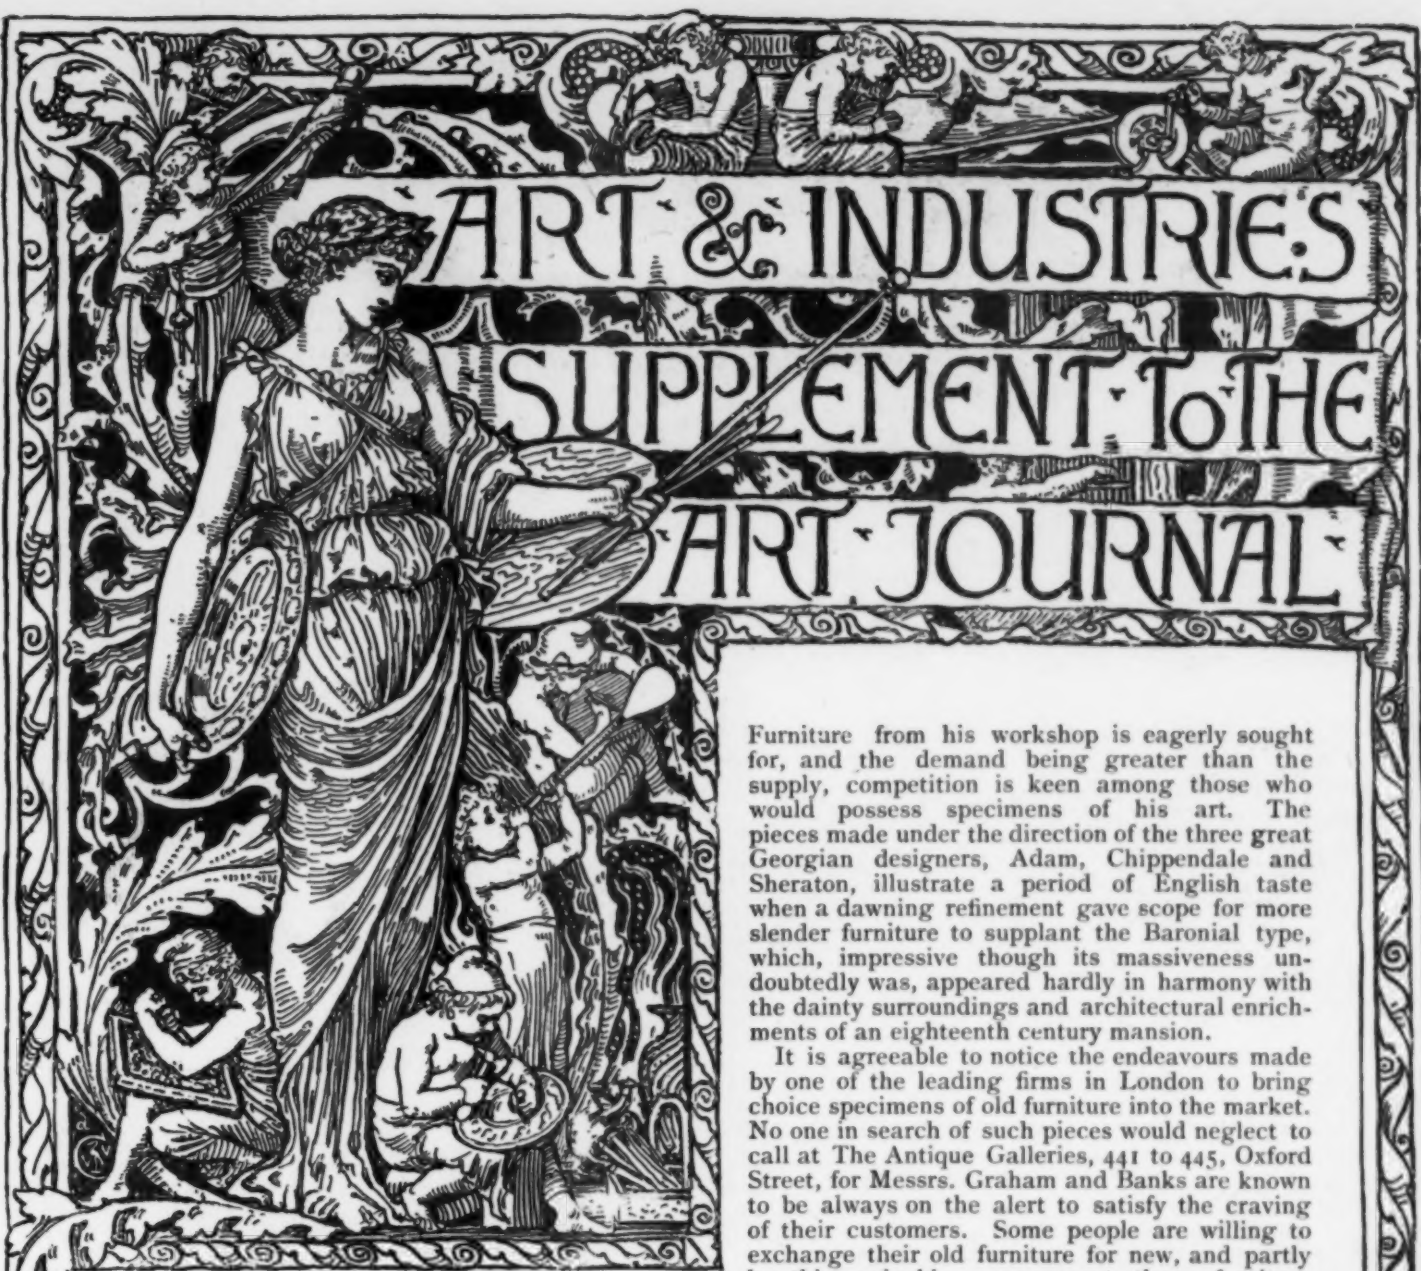 ART & INDUSTRIES
SUPPLEMENT TO THE
ART JOURNAL
Furniture from his workshop is eagerly sought
for, and the demand being greater than the
supply, competition is keen among those who
would possess specimens of his art. The
pieces made under the direction of the three great
Georgian designers, Adam, Chippendale and
Sheraton, illustrate a period of English taste
when a dawning refinement gave scope for more
slender furniture to supplant the Baronial type,
which, impressive though its massiveness un-
doubtedly was, appeared hardly in harmony with
the dainty surroundings and architectural enrich-
ments of an eighteenth century mansion.
It is agreeable to notice the endeavours made
by one of the leading firms in London to bring
choice specimens of old furniture into the market.
No one in search of such pieces would neglect to
call at The Antique Galleries, 441 to 445, Oxford
Street, for Messrs. Graham and Banks are known
to be always on the alert to satisfy the craving
of their customers. Some people are willing to
exchange their old furniture for new, and partly